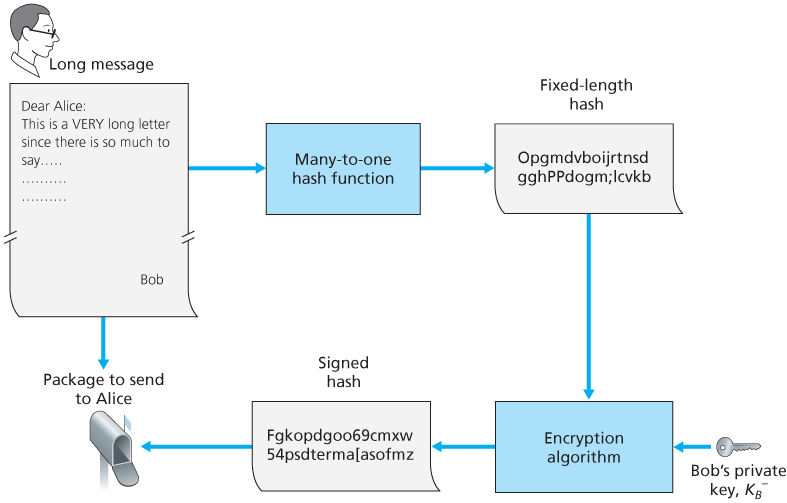 Long message
Dear Alice:
This is a VERY long letter
since there is so much to
say.....
..........
..........
Bob
Many-to-one
hash function
Fixed-length
hash
Opgmdvboijrtnsd
gghPPdogm;lcvkb
Package to send
to Alice
Signed
hash
Fgkopdgoo69cmxw
54psdterma[asofmz
Encryption
algorithm
Bob's private
key, K_B^−